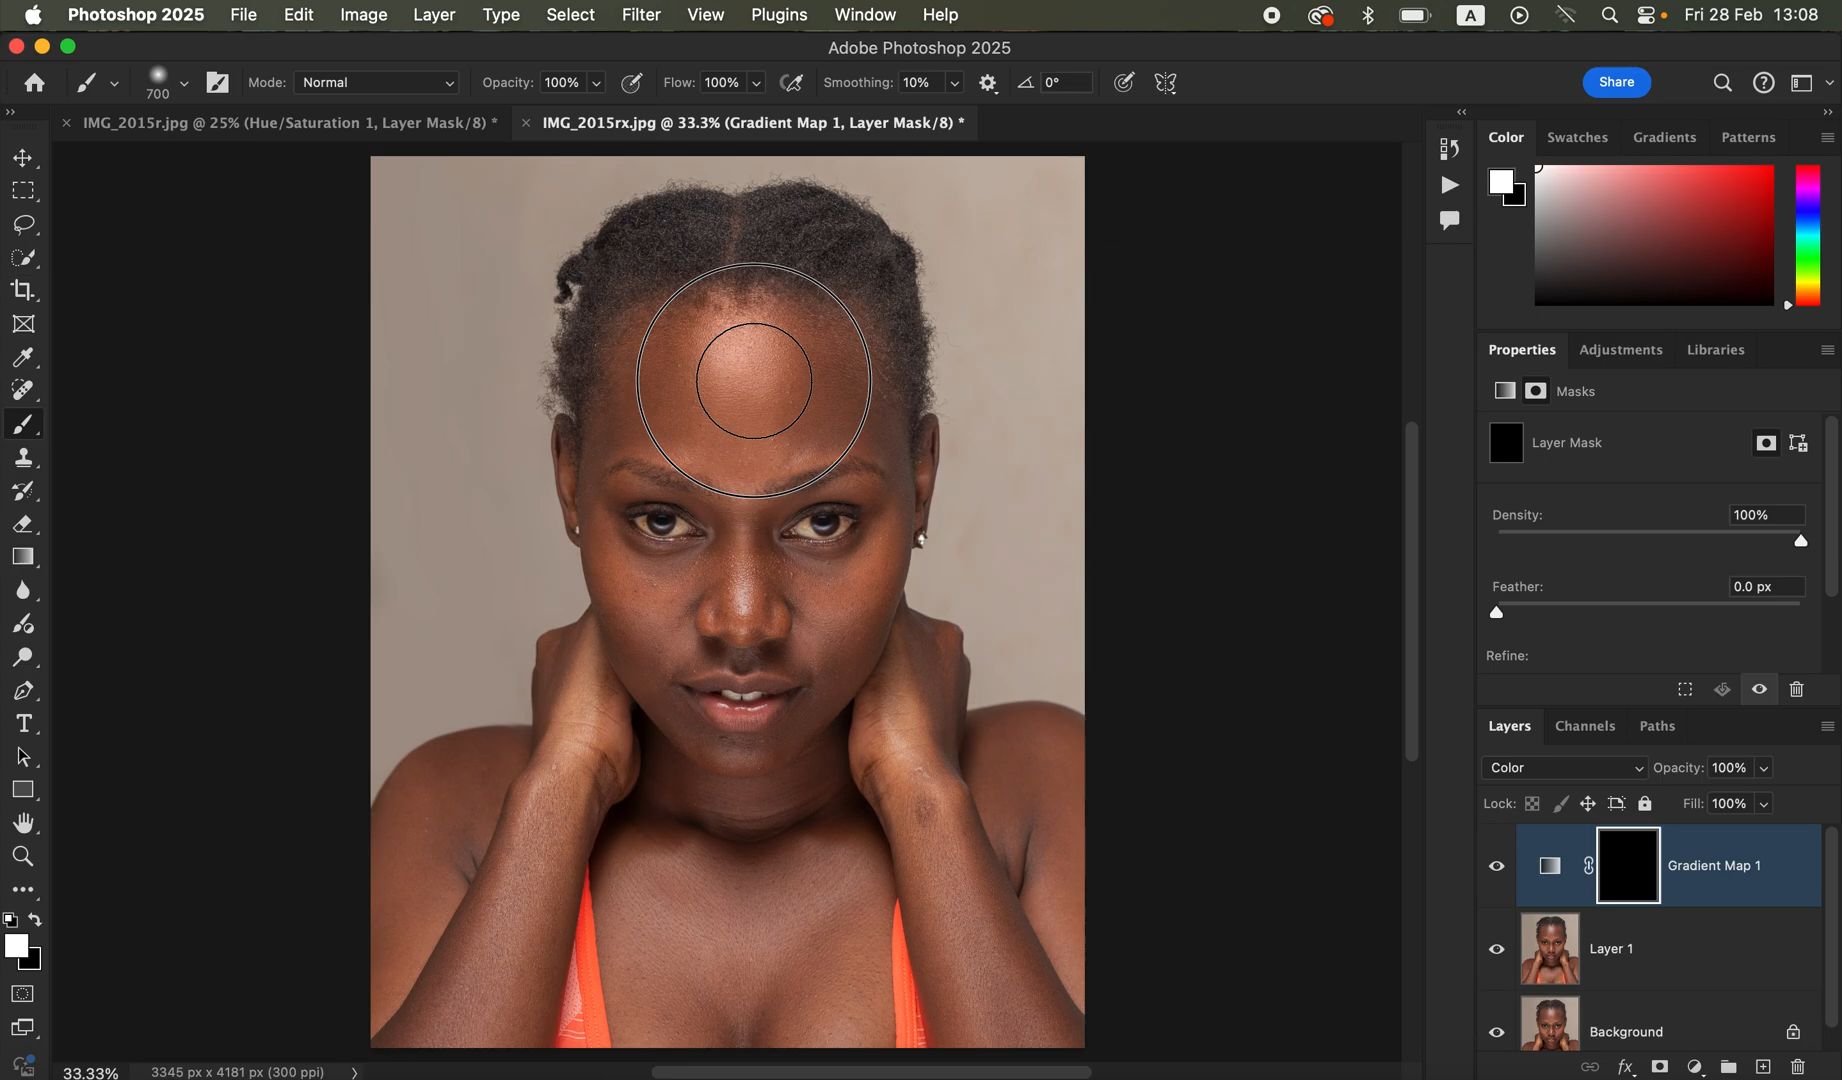 Photoshop 2025 File Edit Image Layer Type Select Filter View Plugins Window Help A Fri 28 Feb 13:08
Adobe Photoshop 2025
700 Mode: Normal Opacity: 100% Flow: 100% Smoothing: 10% 0° Share
IMG_2015r.jpg @ 25% (Hue/Saturation 1, Layer Mask/8) * IMG_2015rx.jpg @ 33.3% (Gradient Map 1, Layer Mask/8) *
Color Swatches Gradients Patterns
Properties Adjustments Libraries
Masks
Layer Mask
Density: 100%
Feather: 0.0 px
Refine:
Layers Channels Paths
Color Opacity: 100%
Lock: Fill: 100%
Gradient Map 1
Layer 1
Background
fx
33.33% 3345 px x 4181 px (300 ppi)